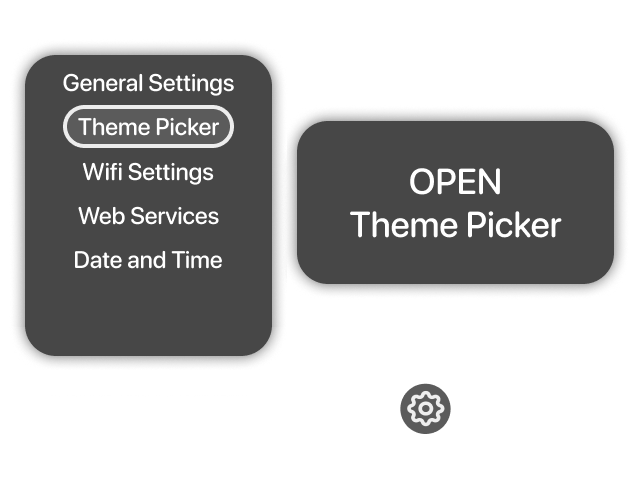 General Settings
Theme Picker
Wifi Settings
Web Services
Date and Time
OPEN
Theme Picker